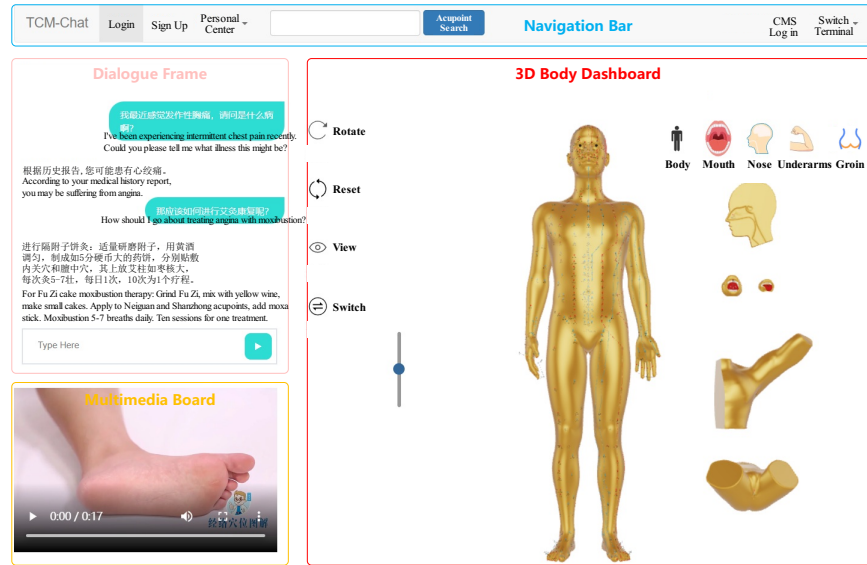 TCM-Chat
Login
Sign Up
Personal
Center
Acupoint
Search
Navigation Bar
CMS
Log in
Switch
Terminal
Dialogue Frame
我最近感觉发作性胸痛，请问是什么病
啊?
I've been experiencing intermittent chest pain recently.
Could you please tell me what illness this might be?
根据历史报告,您可能患有心绞痛。
According to your medical history report,
you may be suffering from angina.
那应该如何进行艾灸康复呢?
How should I go about treating angina with moxibustion?
进行隔附子饼灸: 适量研磨附子, 用黄酒
调匀, 制成如5分硬币大的药饼, 分别贴敷
内关穴和膻中穴, 其上放艾柱如枣核大,
每次灸5-7壮, 每日1次, 10次为1个疗程。
For Fu Zi cake moxibustion therapy: Grind Fu Zi, mix with yellow wine,
make small cakes. Apply to Neiguan and Shanzhong acupoints, add moxa
stick. Moxibustion 5-7 breaths daily. Ten sessions for one treatment.
Type Here
Multimedia Board
0:00 / 0:17
经络穴位图解
3D Body Dashboard
Rotate
Reset
View
Switch
Body
Mouth
Nose
Underarms
Groin